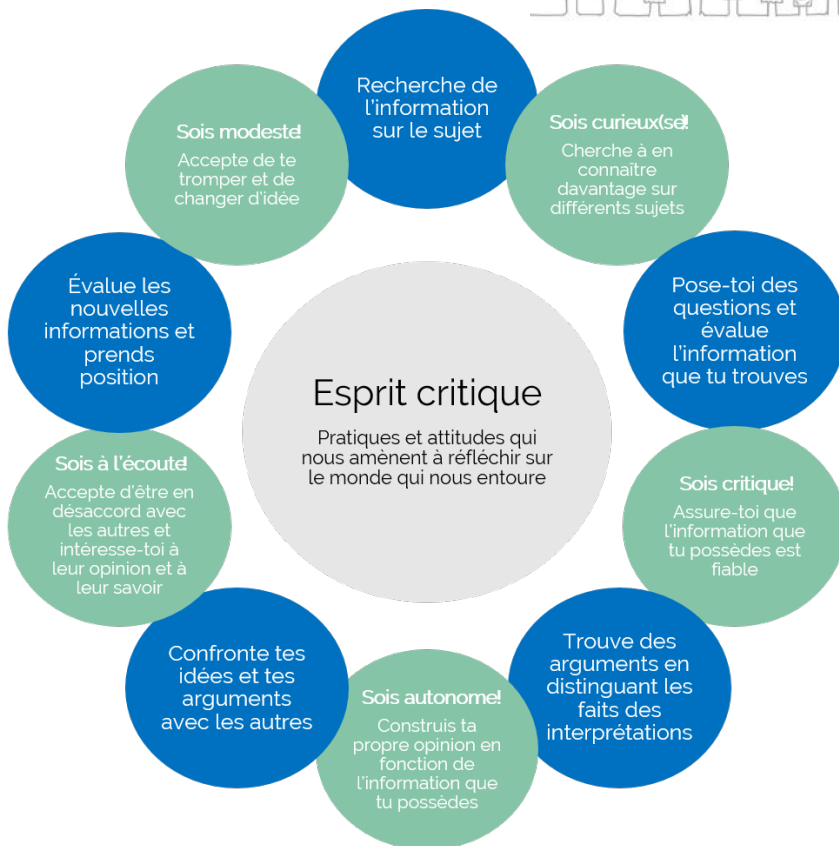 Recherche de
l'information
sur le sujet
Sois curieux(se)!
Cherche à en
connaître
davantage sur
différents sujets
Pose-toi des
questions et
évalue
l'information
que tu trouves
Sois critique!
Assure-toi que
l'information que
tu possèdes est
fiable
Trouve des
arguments en
distinguant les
faits des
interprétations
Sois autonome!
Construis ta
propre opinion en
fonction de
l'information que
tu possèdes
Confronte tes
idées et tes
arguments
avec les autres
Sois à l'écoute!
Accepte d'être en
désaccord avec
les autres et
intéresse-toi à
leur opinion et à
leur savoir
Évalue les
nouvelles
informations et
prends
position
Sois modeste!
Accepte de te
tromper et de
changer d'idée
Esprit critique
Pratiques et attitudes qui
nous amènent à réfléchir sur
le monde qui nous entoure